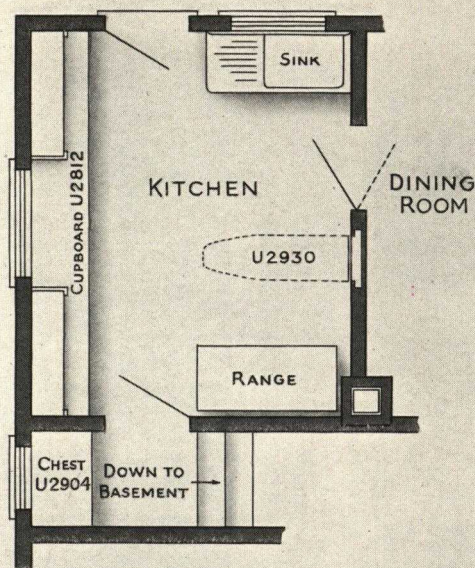 SINK
CUPBOARD U2812
KITCHEN
DINING
ROOM
U2930
RANGE
CHEST
U2904
DOWN TO
BASEMENT